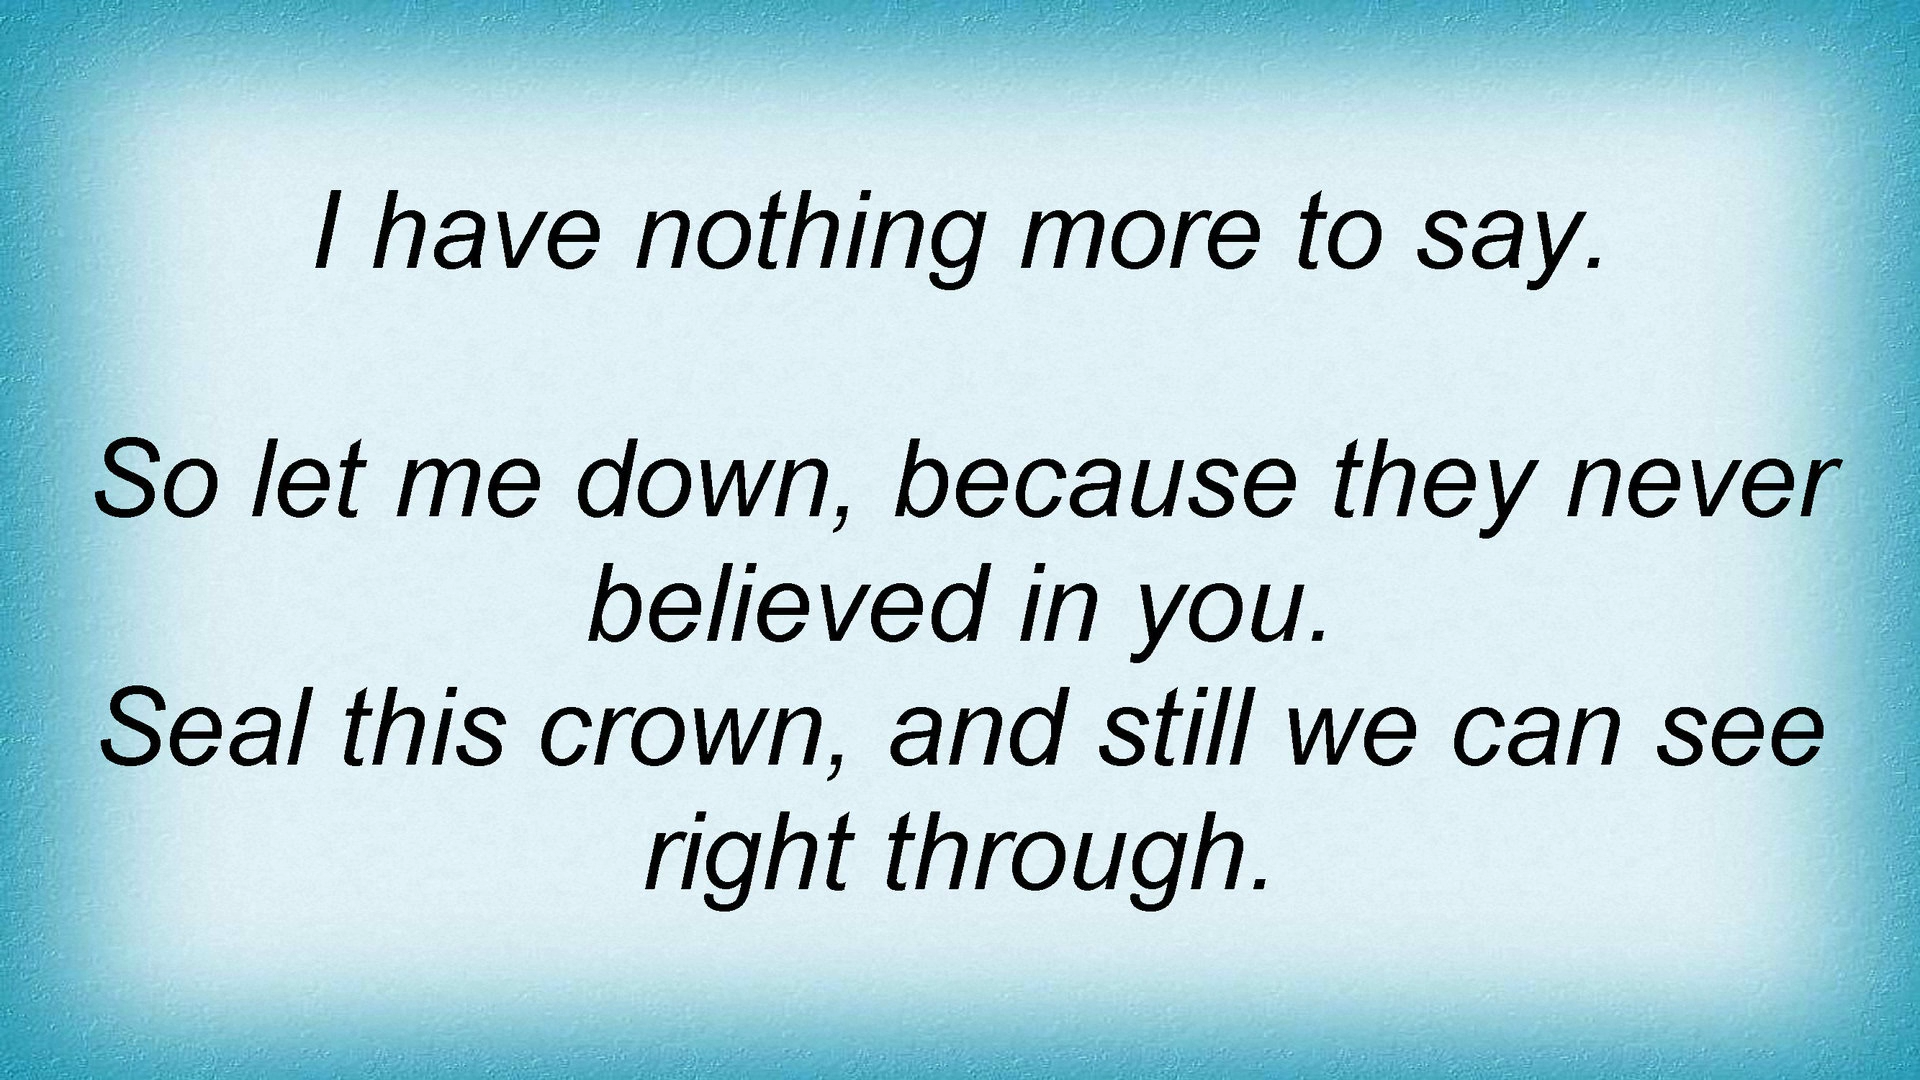 I have nothing more to say.
So let me down, because they never
believed in you.
Seal this crown, and still we can see
right through.